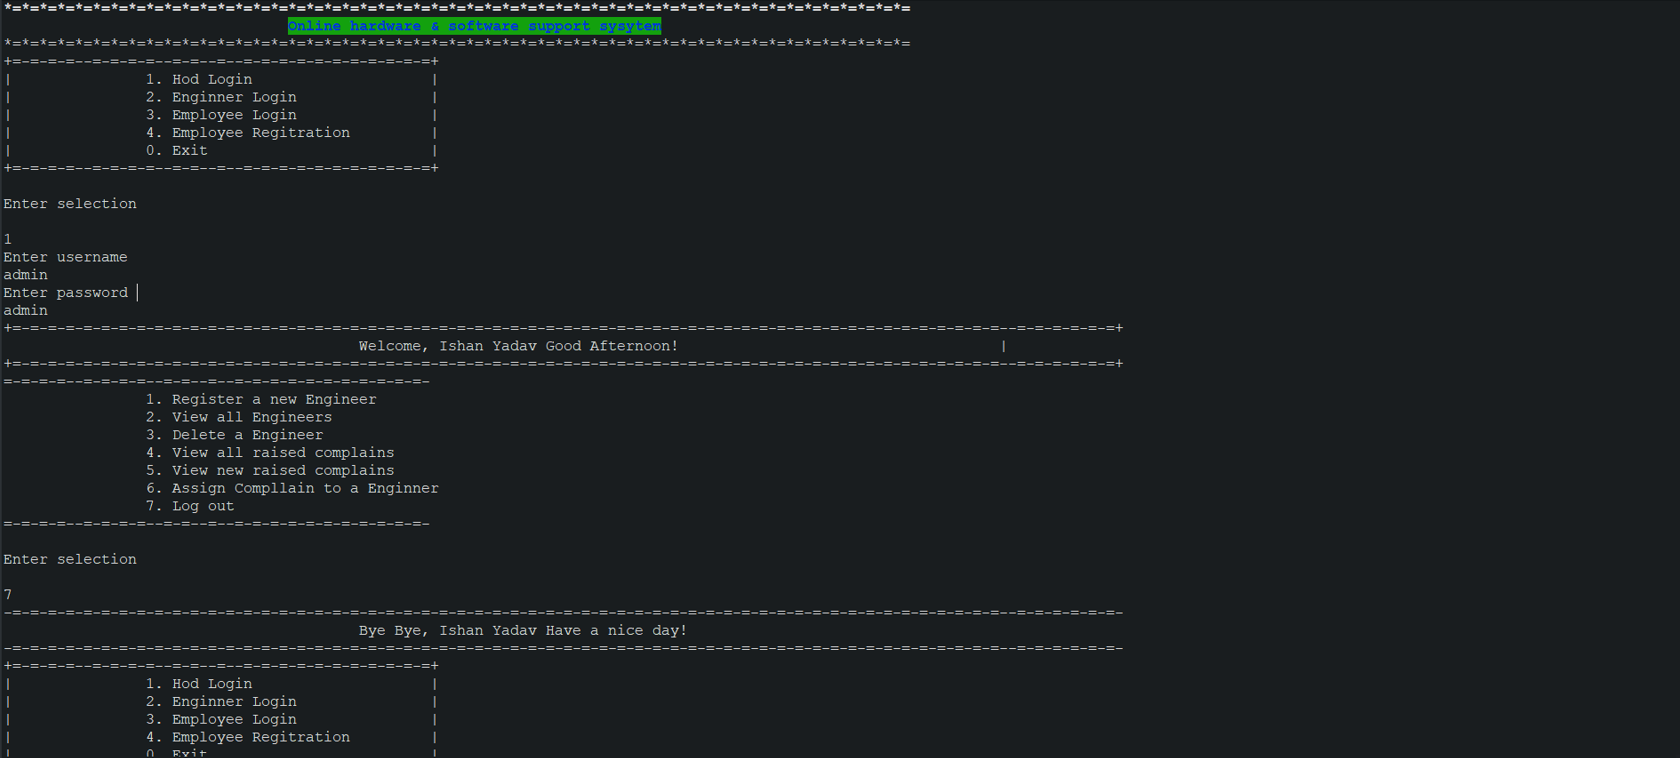 *=*=*=*=*=*=*=*=*=*=*=*=*=*=*=*=*=*=*=*=*=*=*=*=*=*=*=*=*=*=*=*=*=*=*=*=*=*=*=*=*=*=*=*=*=*=*=*=*=*=*=
Online hardware & software support sysytem
*=*=*=*=*=*=*=*=*=*=*=*=*=*=*=*=*=*=*=*=*=*=*=*=*=*=*=*=*=*=*=*=*=*=*=*=*=*=*=*=*=*=*=*=*=*=*=*=*=*=*=
+=-=-=-=--=-=-=-=--=-=--=--=-=-=-=-=-=-=-=-=-=-=+
| 1. Hod Login |
| 2. Enginner Login |
| 3. Employee Login |
| 4. Employee Regitration |
| 0. Exit |
+=-=-=-=--=-=-=-=--=-=--=--=-=-=-=-=-=-=-=-=-=-=+
Enter selection
1
Enter username
admin
Enter password
admin
+=-=-=-=-=-=-=-=-=-=-=-=-=-=-=-=-=-=-=-=-=-=-=-=-=-=-=-=-=-=-=-=-=-=-=-=-=-=-=-=-=-=-=-=-=-=-=-=-=-=-=-=-=-=-=-=--=-=-=-=-=-=+
Welcome, Ishan Yadav Good Afternoon! |
+=-=-=-=-=-=-=-=-=-=-=-=-=-=-=-=-=-=-=-=-=-=-=-=-=-=-=-=-=-=-=-=-=-=-=-=-=-=-=-=-=-=-=-=-=-=-=-=-=-=-=-=-=-=-=-=--=-=-=-=-=-=+
=-=-=-=--=-=-=-=--=-=--=--=-=-=-=-=-=-=-=-=-=-=-
1. Register a new Engineer
2. View all Engineers
3. Delete a Engineer
4. View all raised complains
5. View new raised complains
6. Assign Compllain to a Enginner
7. Log out
=-=-=-=--=-=-=-=--=-=--=--=-=-=-=-=-=-=-=-=-=-=-
Enter selection
7
-=-=-=-=-=-=-=-=-=-=-=-=-=-=-=-=-=-=-=-=-=-=-=-=-=-=-=-=-=-=-=-=-=-=-=-=-=-=-=-=-=-=-=-=-=-=-=-=-=-=-=-=-=-=-=-=--=-=-=-=-=-=-
Bye Bye, Ishan Yadav Have a nice day!
-=-=-=-=-=-=-=-=-=-=-=-=-=-=-=-=-=-=-=-=-=-=-=-=-=-=-=-=-=-=-=-=-=-=-=-=-=-=-=-=-=-=-=-=-=-=-=-=-=-=-=-=-=-=-=-=--=-=-=-=-=-=-
+=-=-=-=--=-=-=-=--=-=--=--=-=-=-=-=-=-=-=-=-=-=+
| 1. Hod Login |
| 2. Enginner Login |
| 3. Employee Login |
| 4. Employee Regitration |
| 0. Exit |